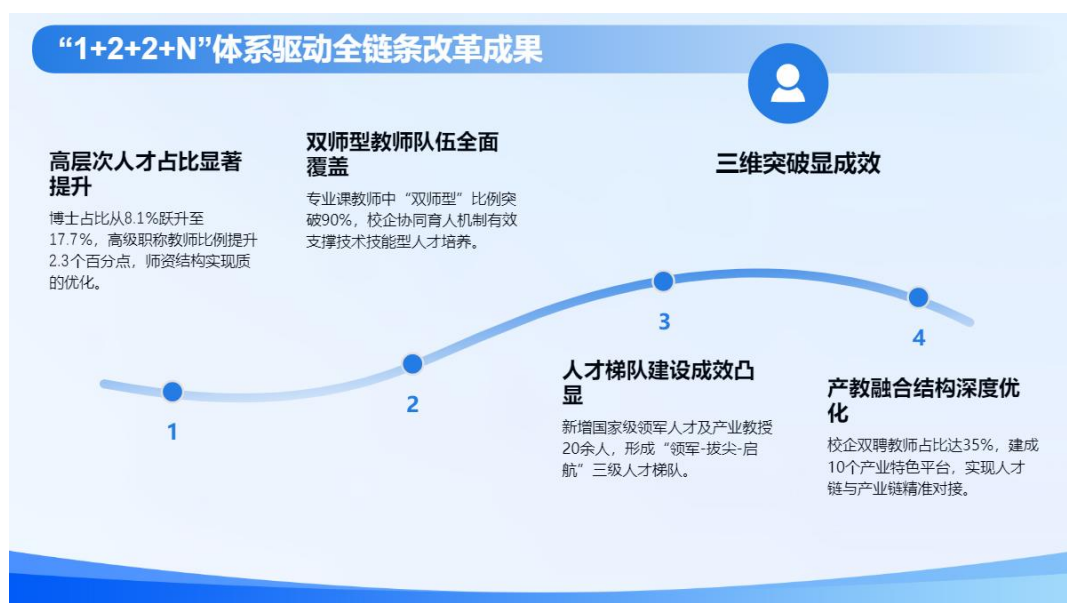 “1+2+2+N”体系驱动全链条改革成果
三维突破显成效
高层次人才占比显著
提升
博士占比从8.1%跃升至
17.7%，高级职称教师比例提升
2.3个百分点，师资结构实现质
的优化。
1
双师型教师队伍全面
覆盖
专业课教师中“双师型”比例突
破90%，校企协同育人机制有效
支撑技术技能型人才培养。
2
3
人才梯队建设成效凸
显
新增国家级领军人才及产业教授
20余人，形成“领军-拔尖-启
航”三级人才梯队。
4
产教融合结构深度优
化
校企双聘教师占比达35%，建成
10个产业特色平台，实现人才
链与产业链精准对接。